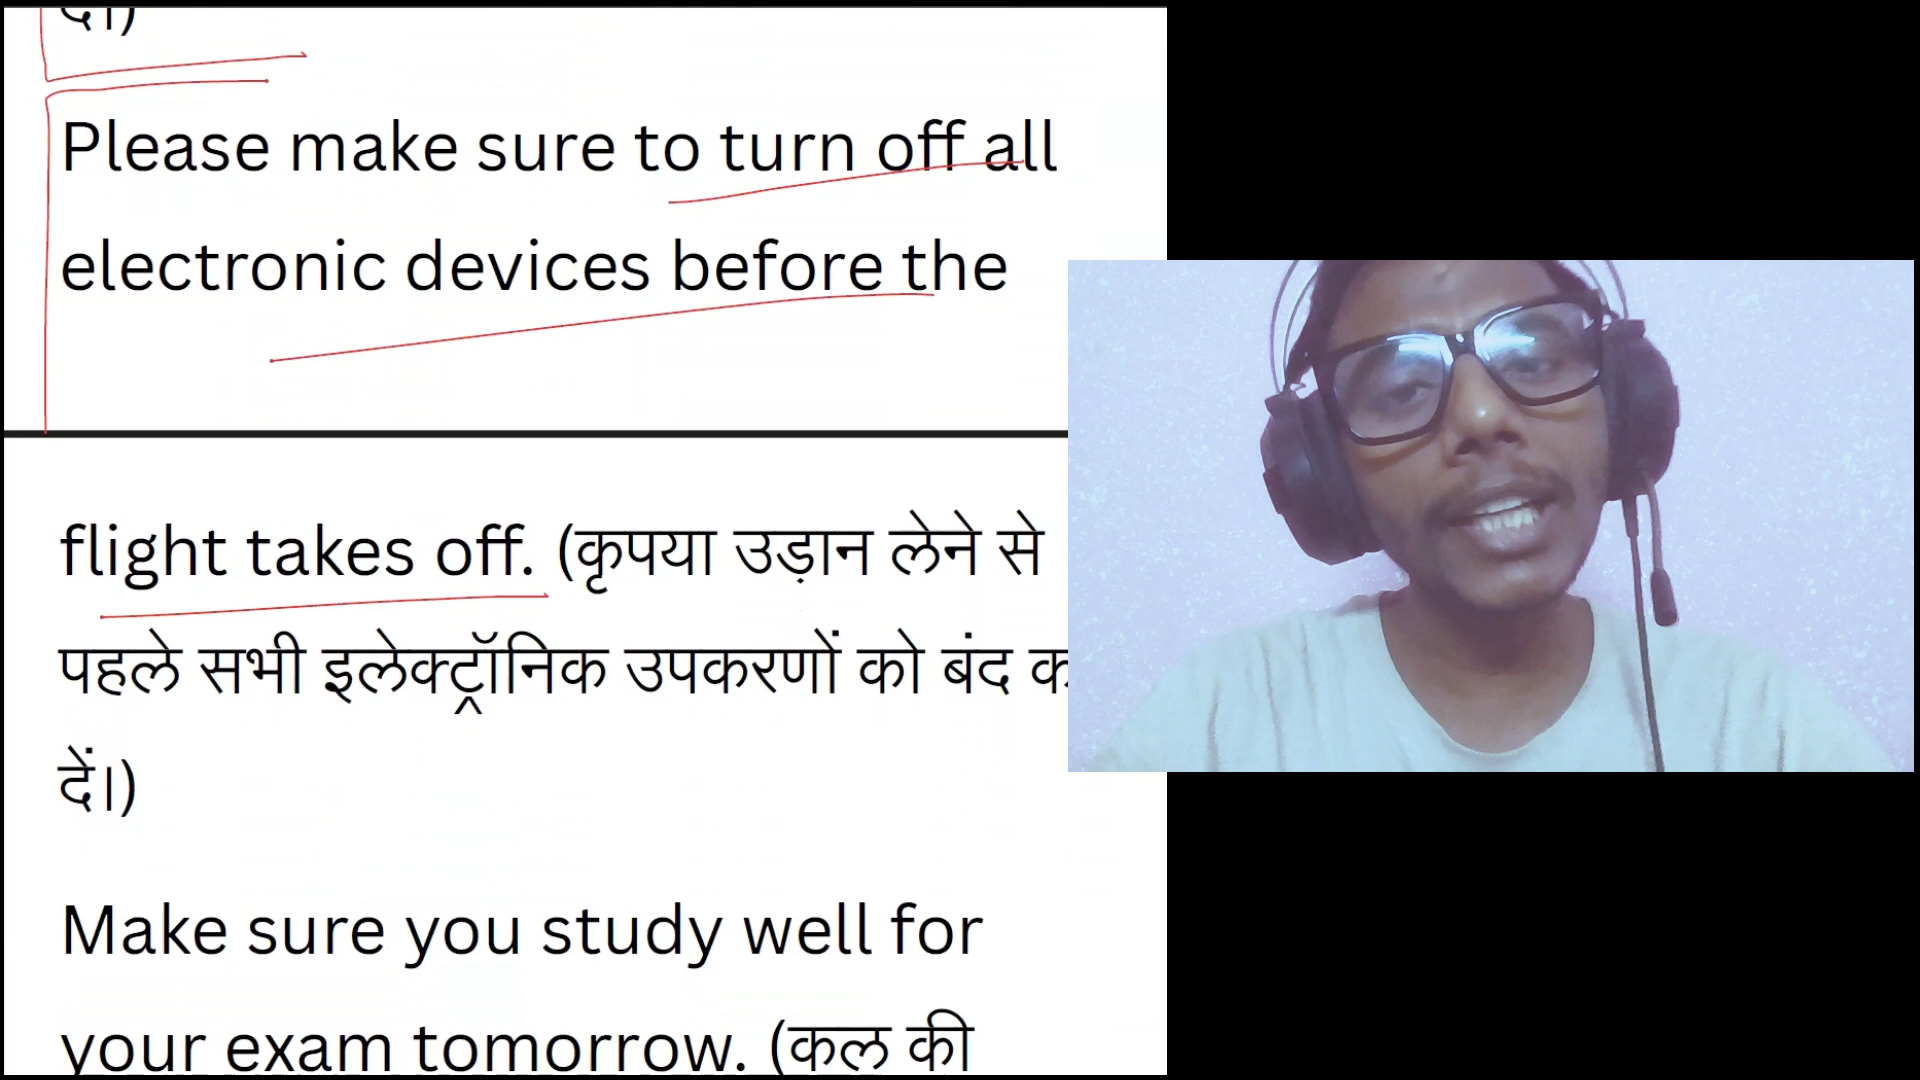 Please make sure to turn off all
electronic devices before the
flight takes off. (कृपया उड़ान लेने से
पहले सभी इलेक्ट्रॉनिक उपकरणों को बंद
दें।)
Make sure you study well for
your exam tomorrow. (कल की